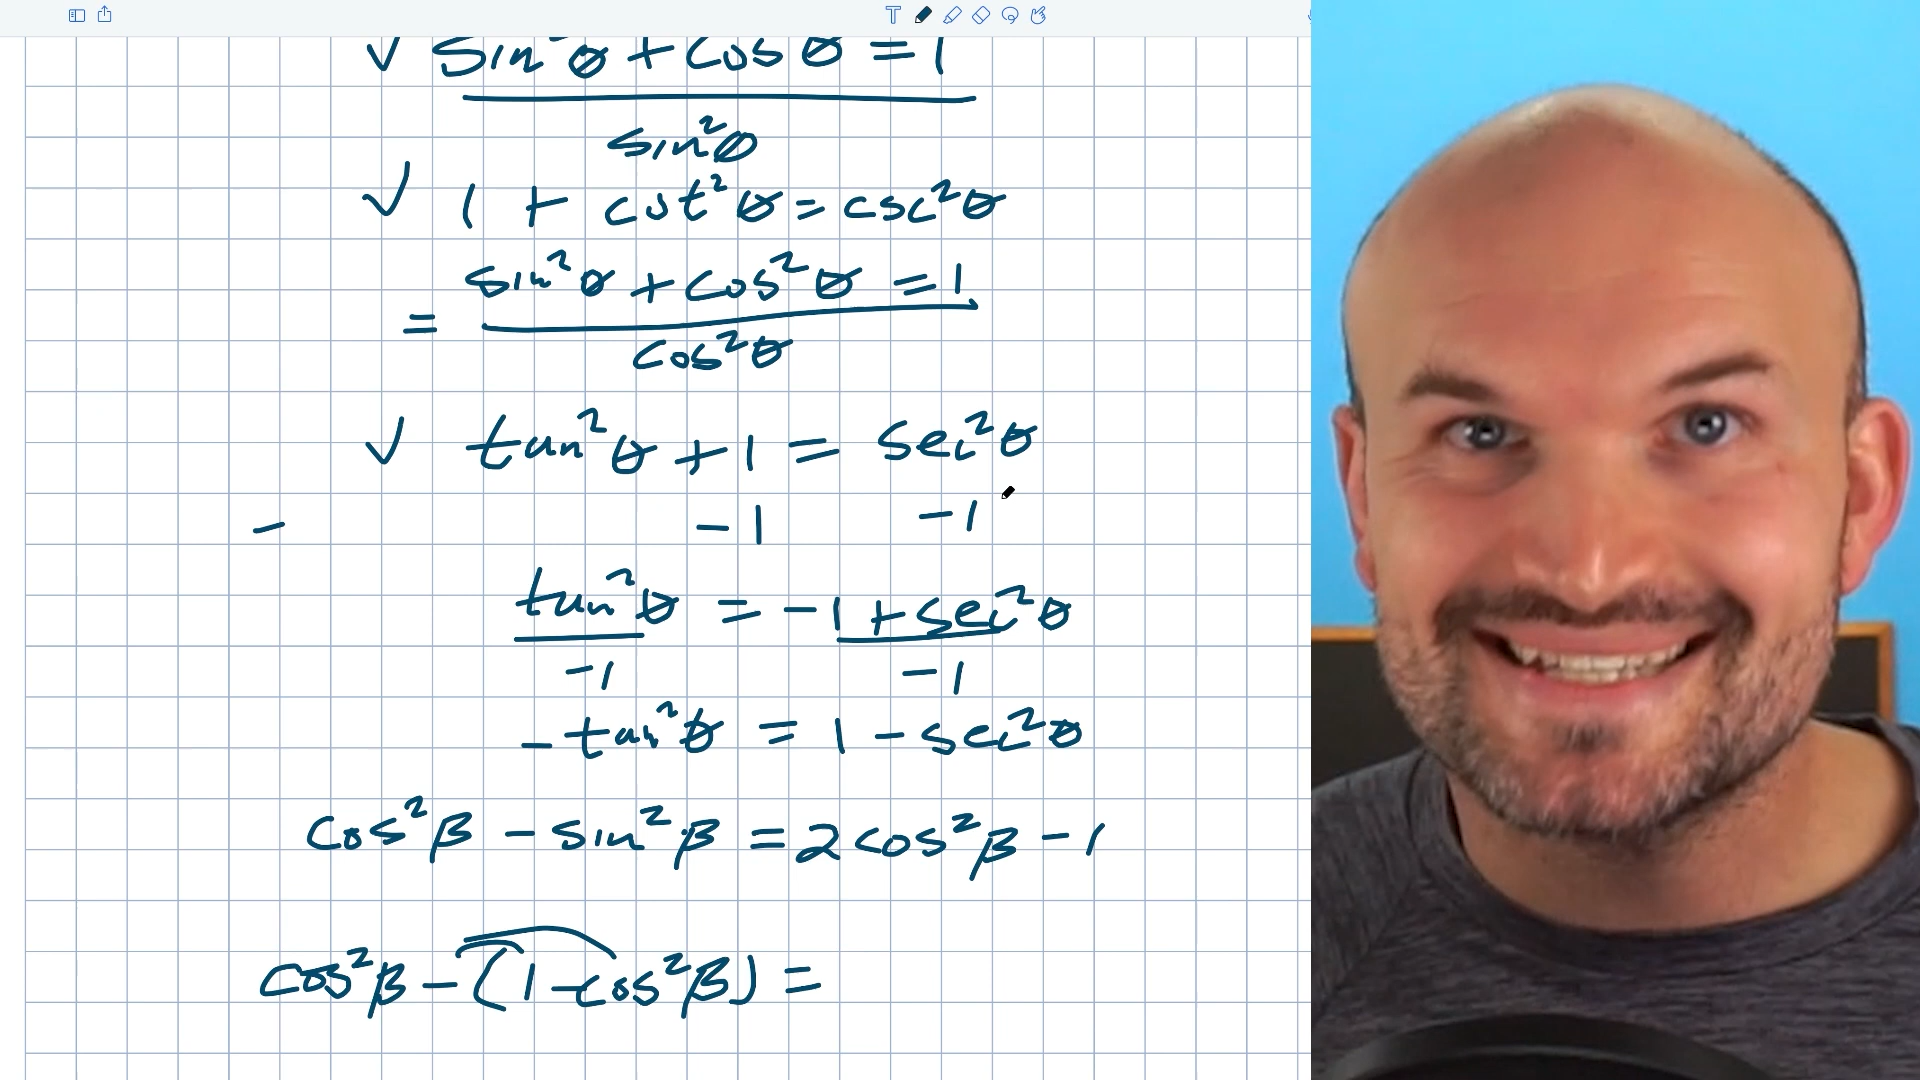 T
√ sin²θ + cos θ = 1
sin²θ
√ 1 + cot²θ = csc²θ
sin²θ + cos²θ = 1
=
cos²θ
√ tan²θ + 1 = sec²θ
- -1 -1
tan²θ = -1 + sec²θ
-1 -1
-tan²θ = 1 - sec²θ
cos²β - sin²β = 2cos²β - 1
cos²β - (1 - cos²β) =